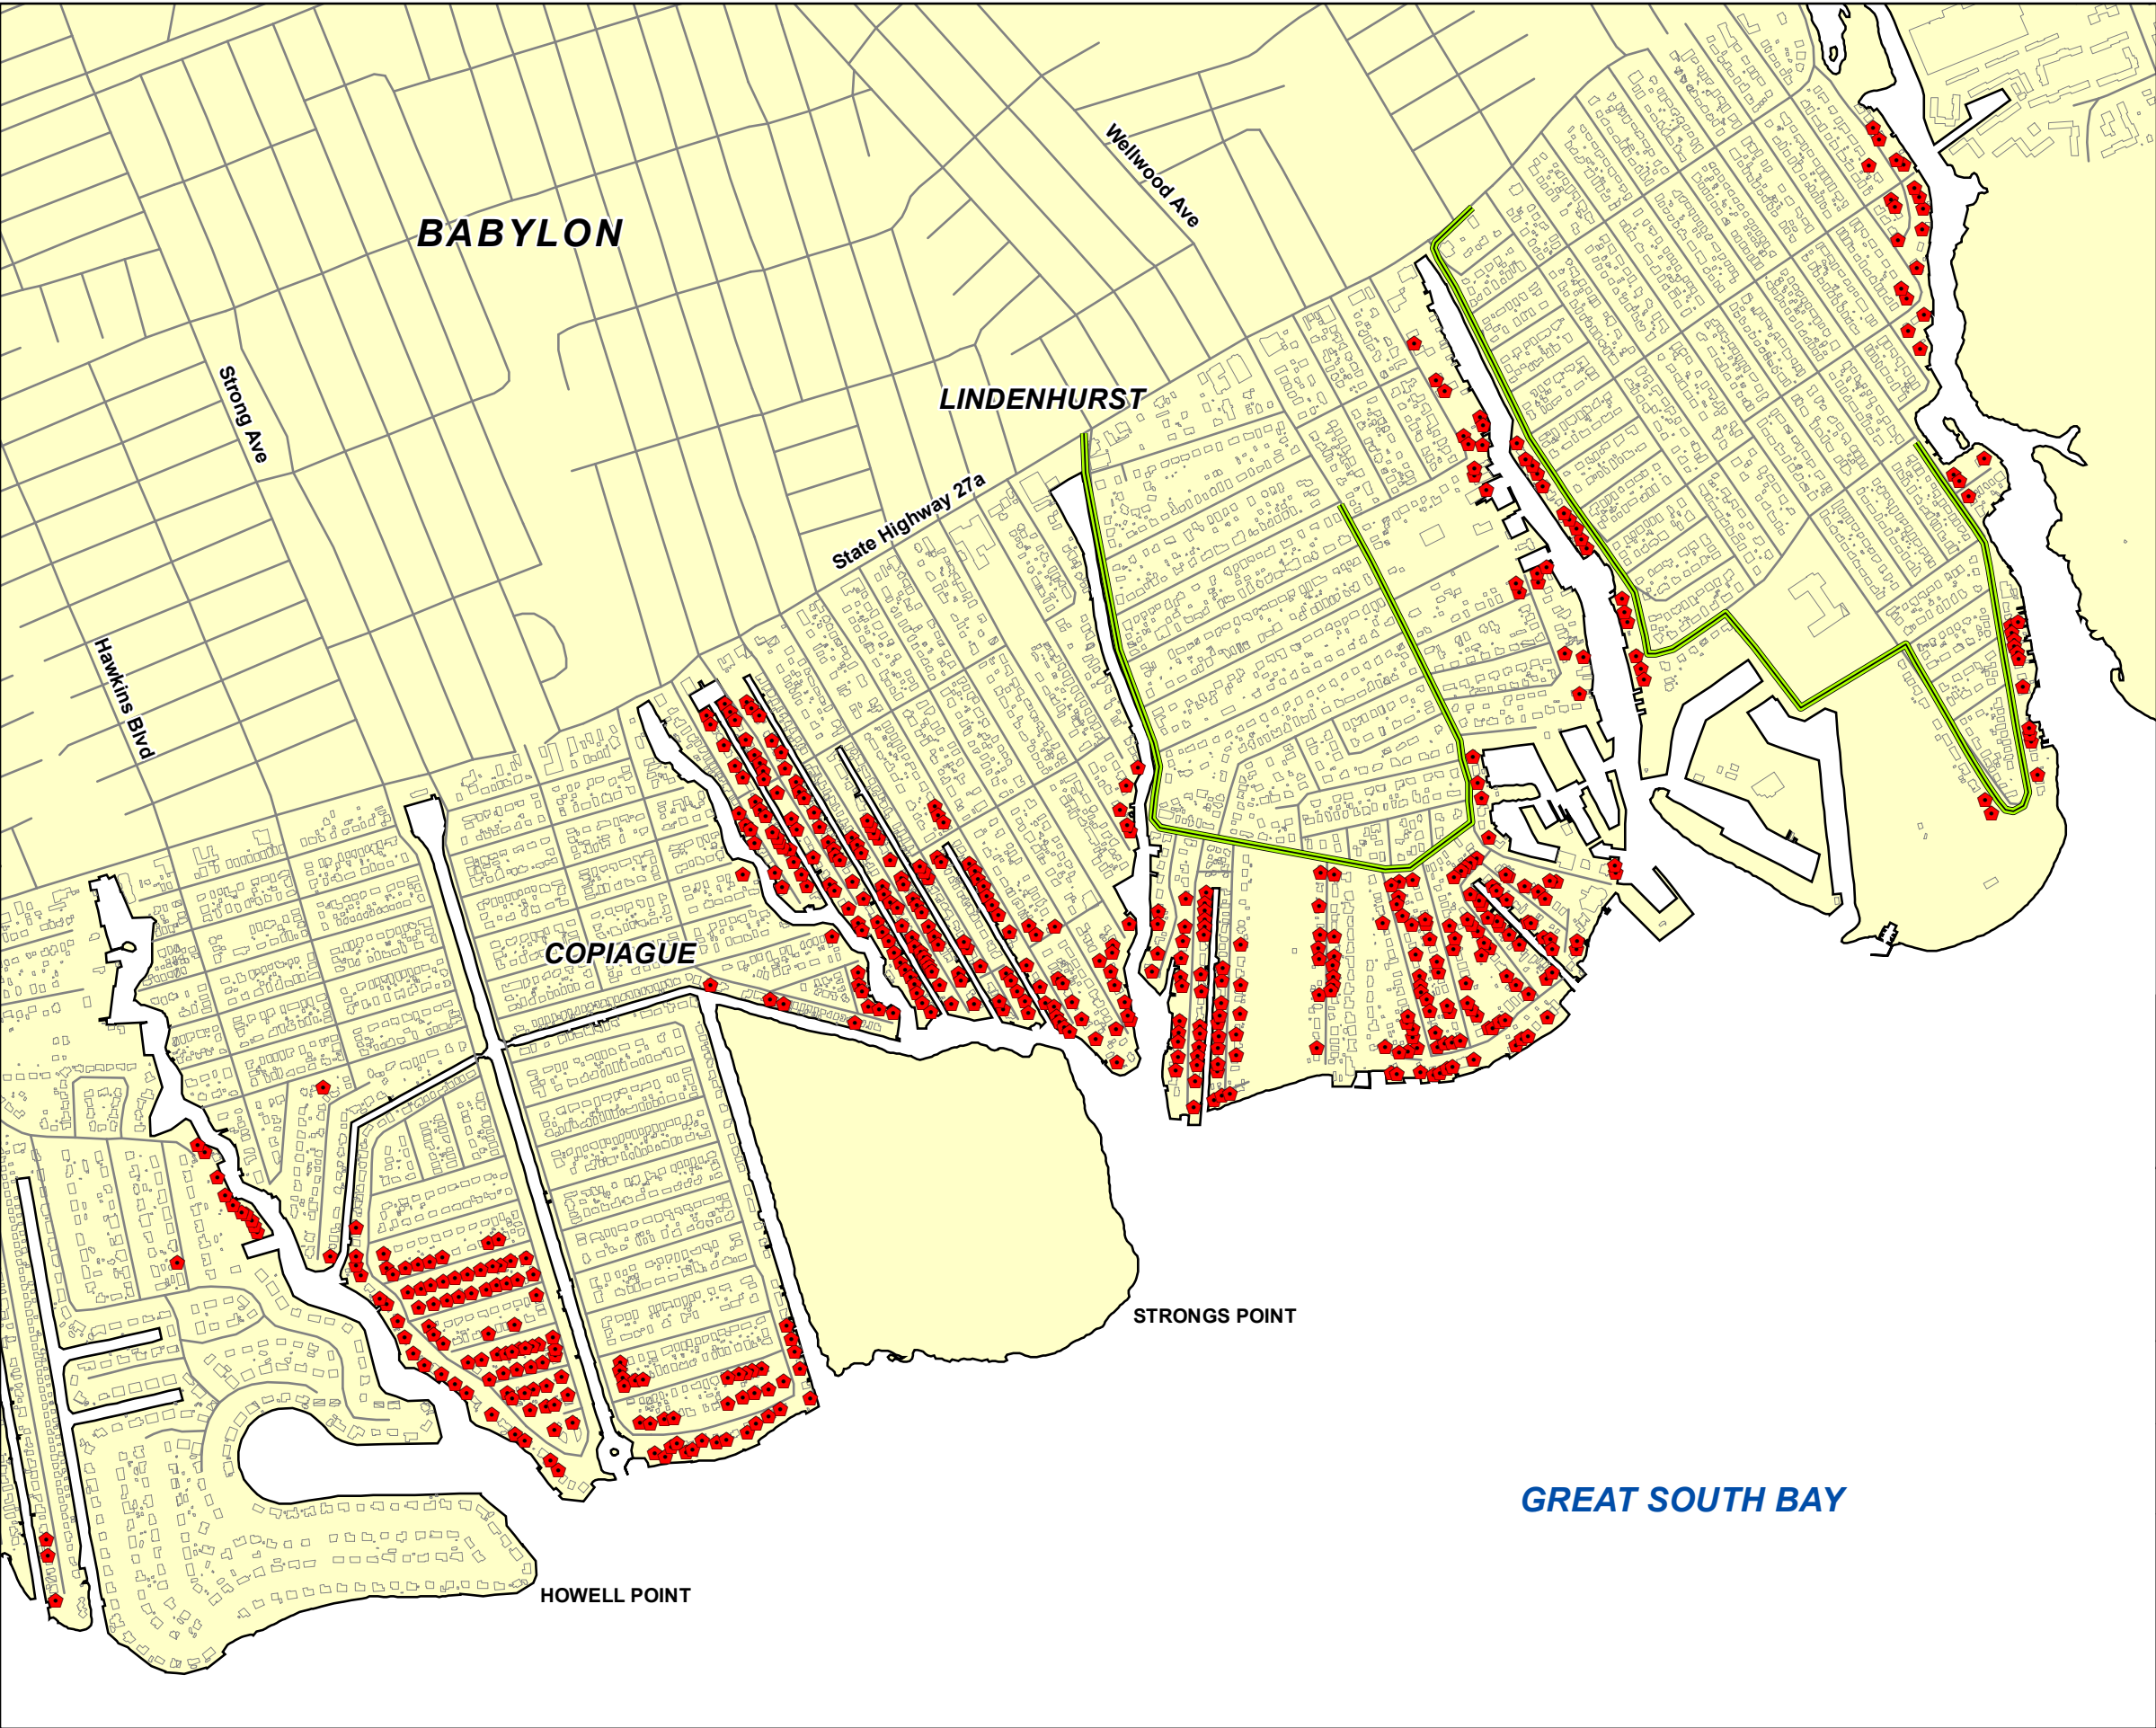 BABYLON
Wellwood Ave
LINDENHURST
Strong Ave
State Highway 27a
Hawkins Blvd
COPIAGUE
STRONGS POINT
GREAT SOUTH BAY
HOWELL POINT